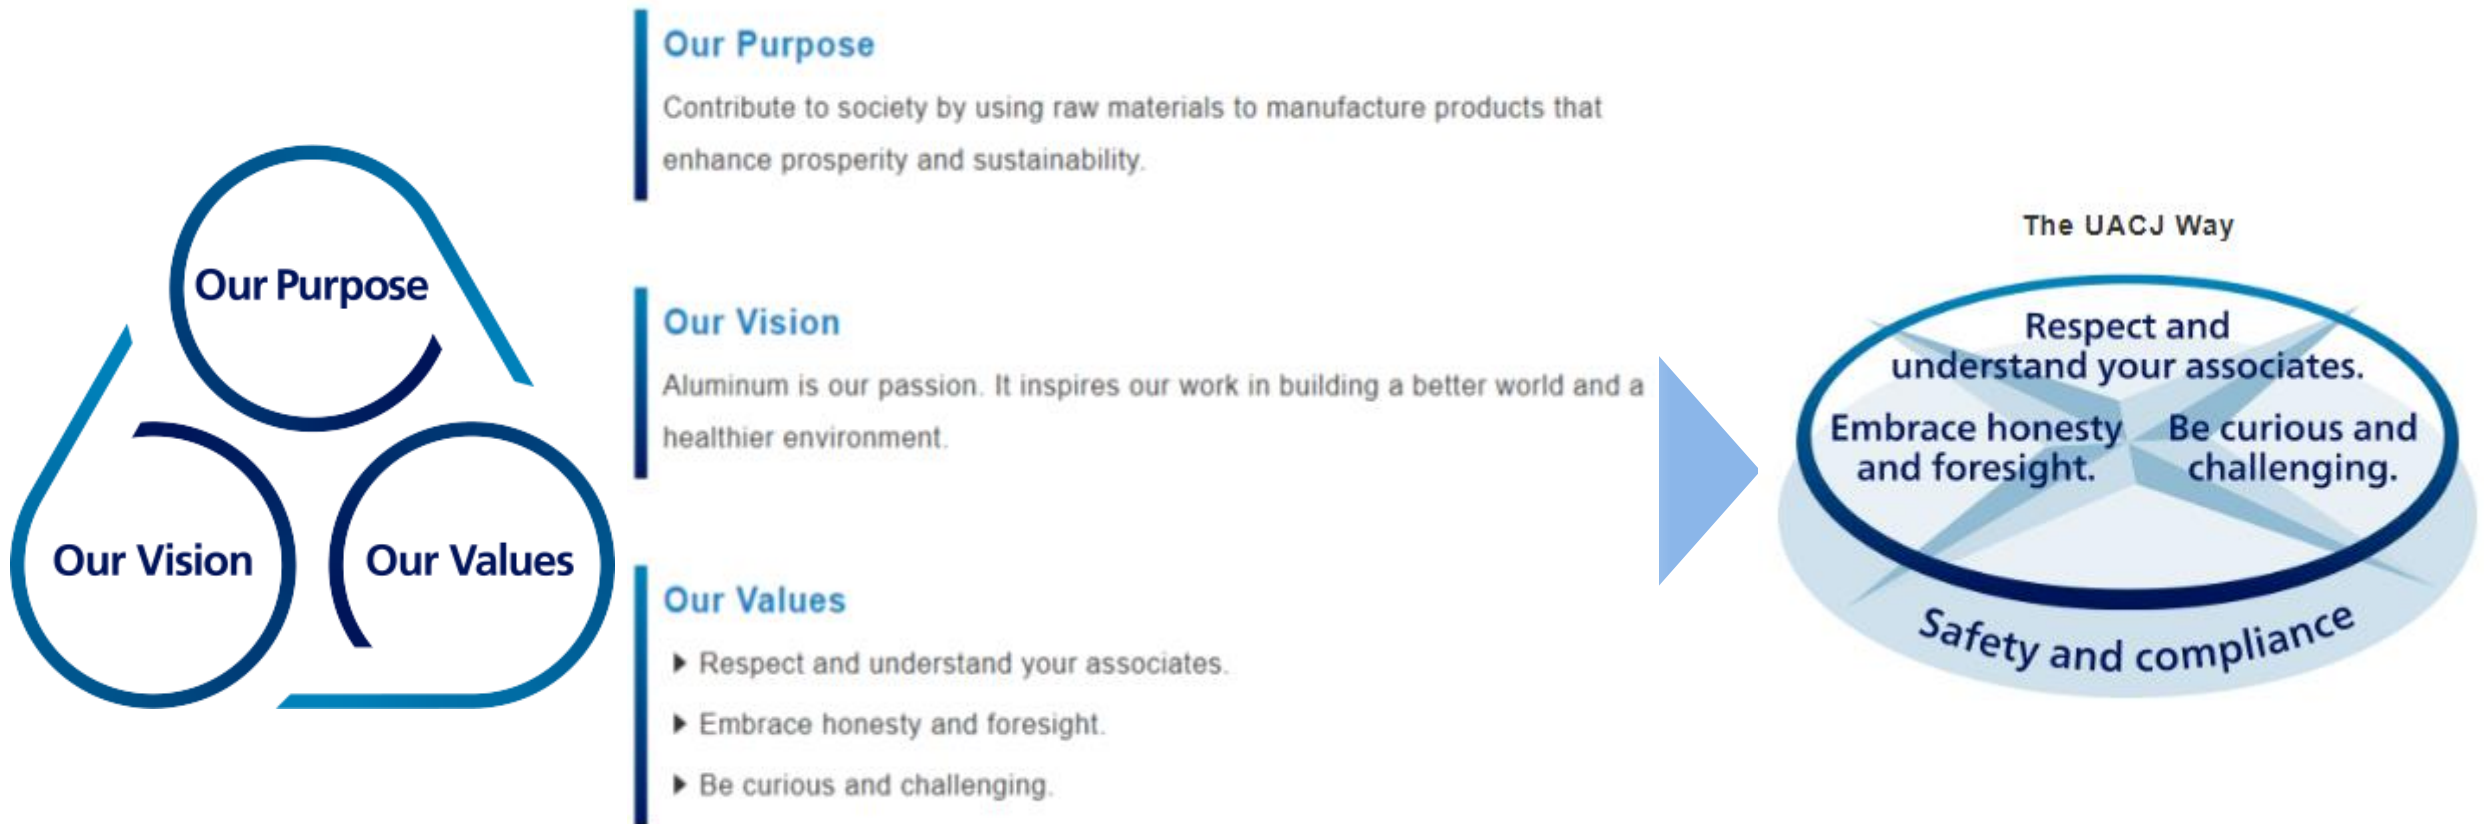 Our Purpose
Our Vision
Our Values
Our Purpose
Contribute to society by using raw materials to manufacture products that
enhance prosperity and sustainability.
Our Vision
Aluminum is our passion. It inspires our work in building a better world and a
healthier environment.
Our Values
Respect and understand your associates.
Embrace honesty and foresight.
Be curious and challenging.
The UACJ Way
Respect and
understand your associates.
Embrace honesty
and foresight.
Be curious and
challenging.
Safety and compliance